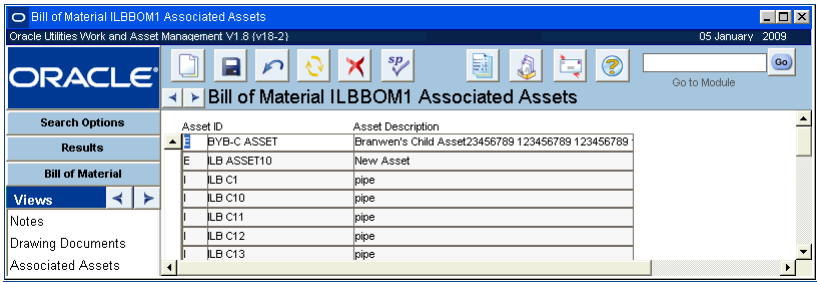 Bill of Material ILBBOM1 Associated Assets
Oracle Utilities Work and Asset Management V1.8 {v18-2}
05 January 2009
ORACLE
sp
Go
Go to Module
Bill of Material ILBBOM1 Associated Assets
Search Options
Results
Bill of Material
Views
Notes
Drawing Documents
Associated Assets
Asset ID Asset Description
E BYB-C ASSET Branwen's Child Asset23456789 123456789 123456789
E ILB ASSET10 New Asset
I ILB C1 pipe
I ILB C10 pipe
I ILB C11 pipe
I ILB C12 pipe
I ILB C13 pipe